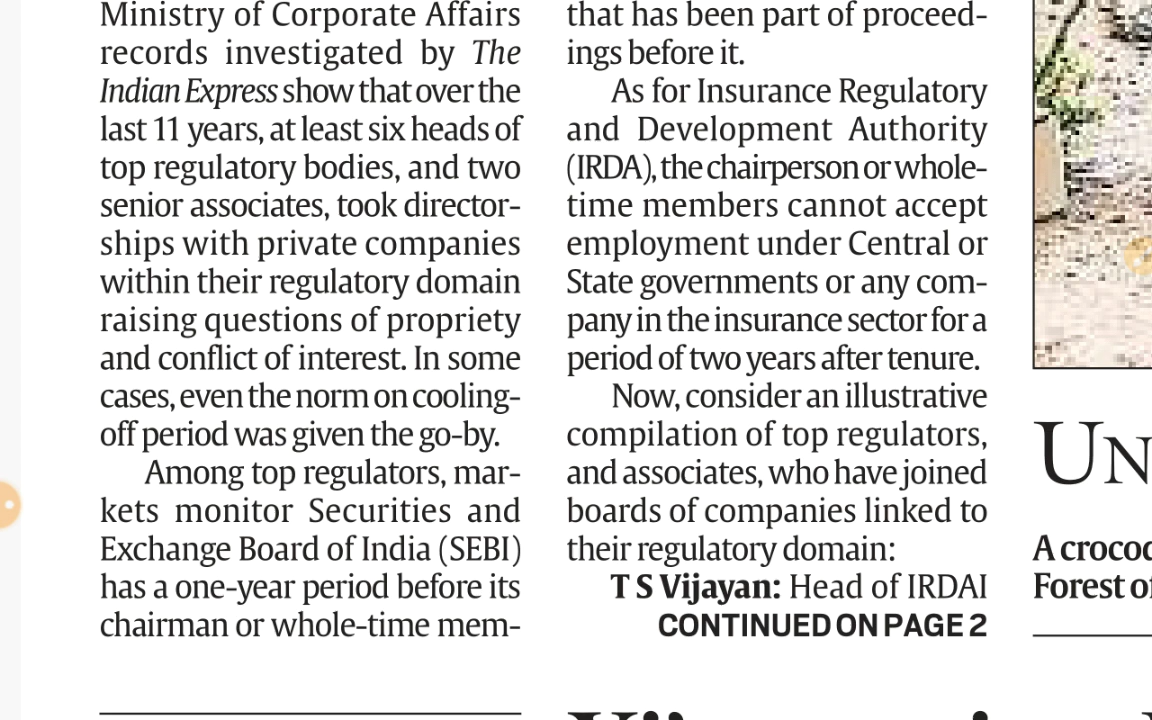 Ministry of Corporate Affairs
records investigated by The
Indian Express show that over the
last 11 years, at least six heads of
top regulatory bodies, and two
senior associates, took director-
ships with private companies
within their regulatory domain
raising questions of propriety
and conflict of interest. In some
cases, even the norm on cooling-
off period was given the go-by.
Among top regulators, mar-
kets monitor Securities and
Exchange Board of India (SEBI)
has a one-year period before its
chairman or whole-time mem-
that has been part of proceed-
ings before it.
As for Insurance Regulatory
and Development Authority
(IRDA), the chairperson or whole-
time members cannot accept
employment under Central or
State governments or any com-
pany in the insurance sector for a
period of two years after tenure.
Now, consider an illustrative
compilation of top regulators,
and associates, who have joined
boards of companies linked to
their regulatory domain:
T S Vijayan: Head of IRDAI
CONTINUED ON PAGE 2
UN
A croco
Forest of